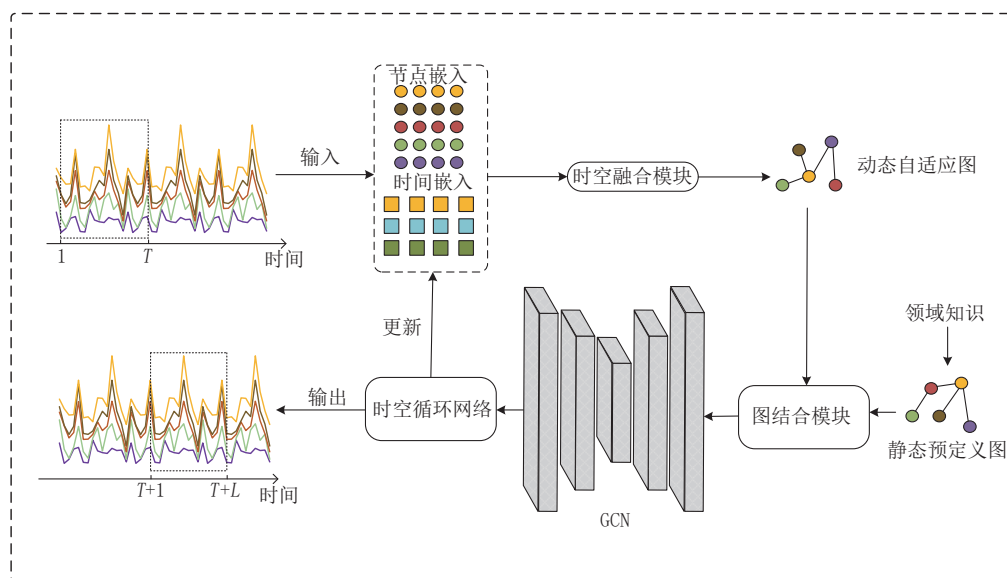 节点嵌入
输入
时间嵌入
时空融合模块
动态自适应图
1
T
时间
更新
领域知识
输出
时空循环网络
图结合模块
静态预定义图
T+1
T+L
时间
GCN